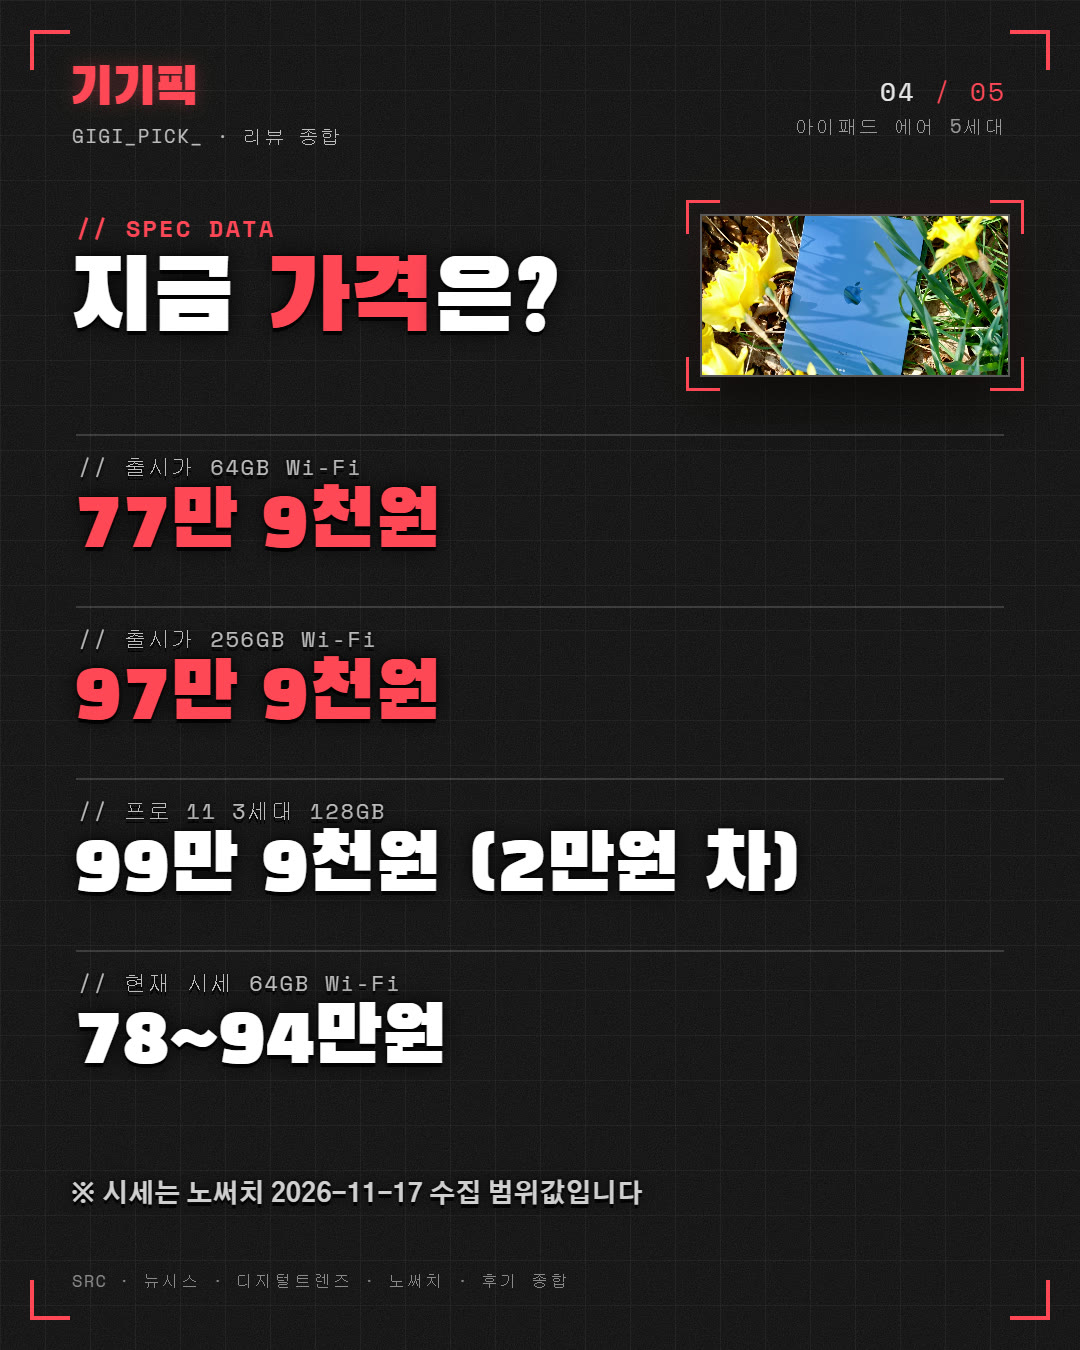 기기픽
GIGI_PICK_ · 리뷰 종합
04 / 05
아이패드 에어 5세대
// SPEC DATA
지금 가격은?
// 출시가 64GB Wi-Fi
77만 9천원
// 출시가 256GB Wi-Fi
97만 9천원
// 프로 11 3세대 128GB
99만 9천원 (2만원 차)
// 현재 시세 64GB Wi-Fi
78~94만원
※ 시세는 노써치 2026-11-17 수집 범위값입니다
SRC · 뉴시스 · 디지털트렌즈 · 노써치 · 후기 종합